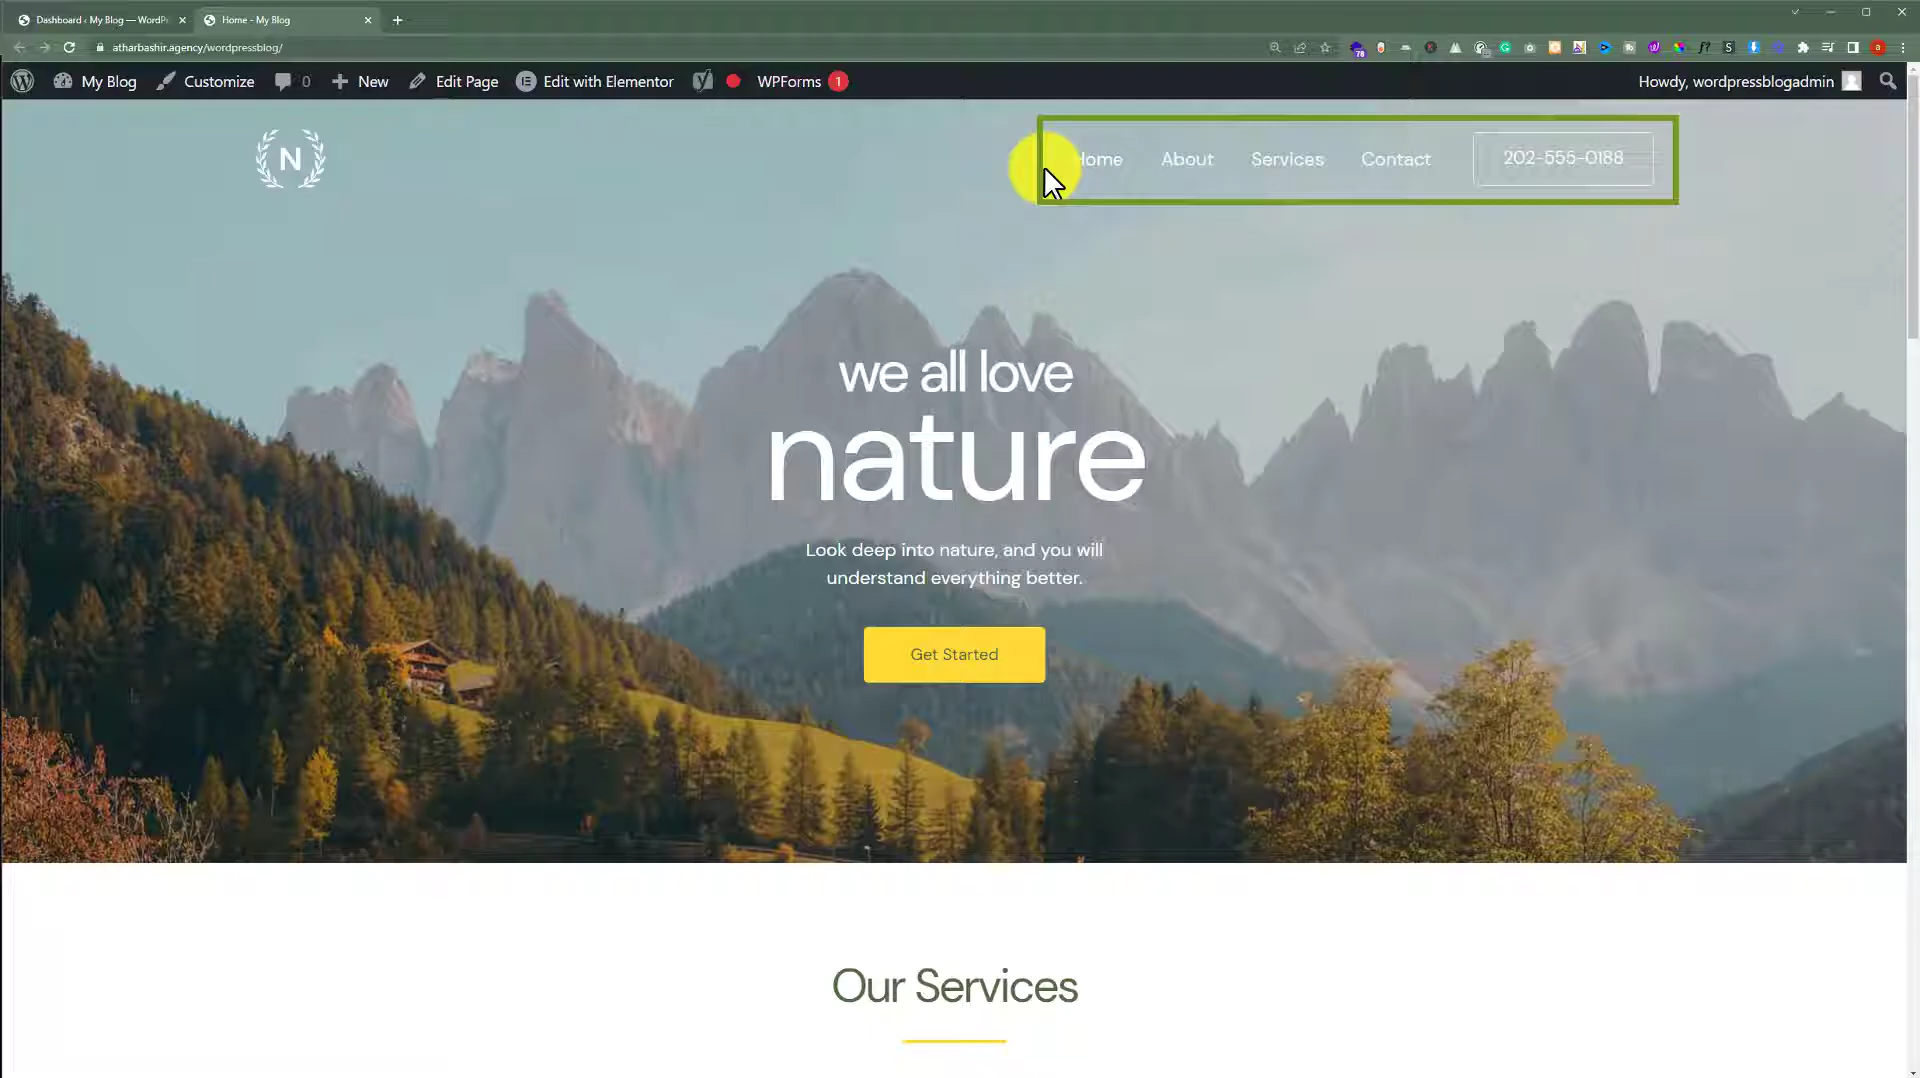 Dashboard ‹ My Blog — WordPr
Home - My Blog
atharbashir.agency/wordpressblog/
78
My Blog
Customize
0
New
Edit Page
Edit with Elementor
WPForms 1
Howdy, wordpressblogadmin
N
Home
About
Services
Contact
202-555-0188
we all love
nature
Look deep into nature, and you will
understand everything better.
Get Started
Our Services